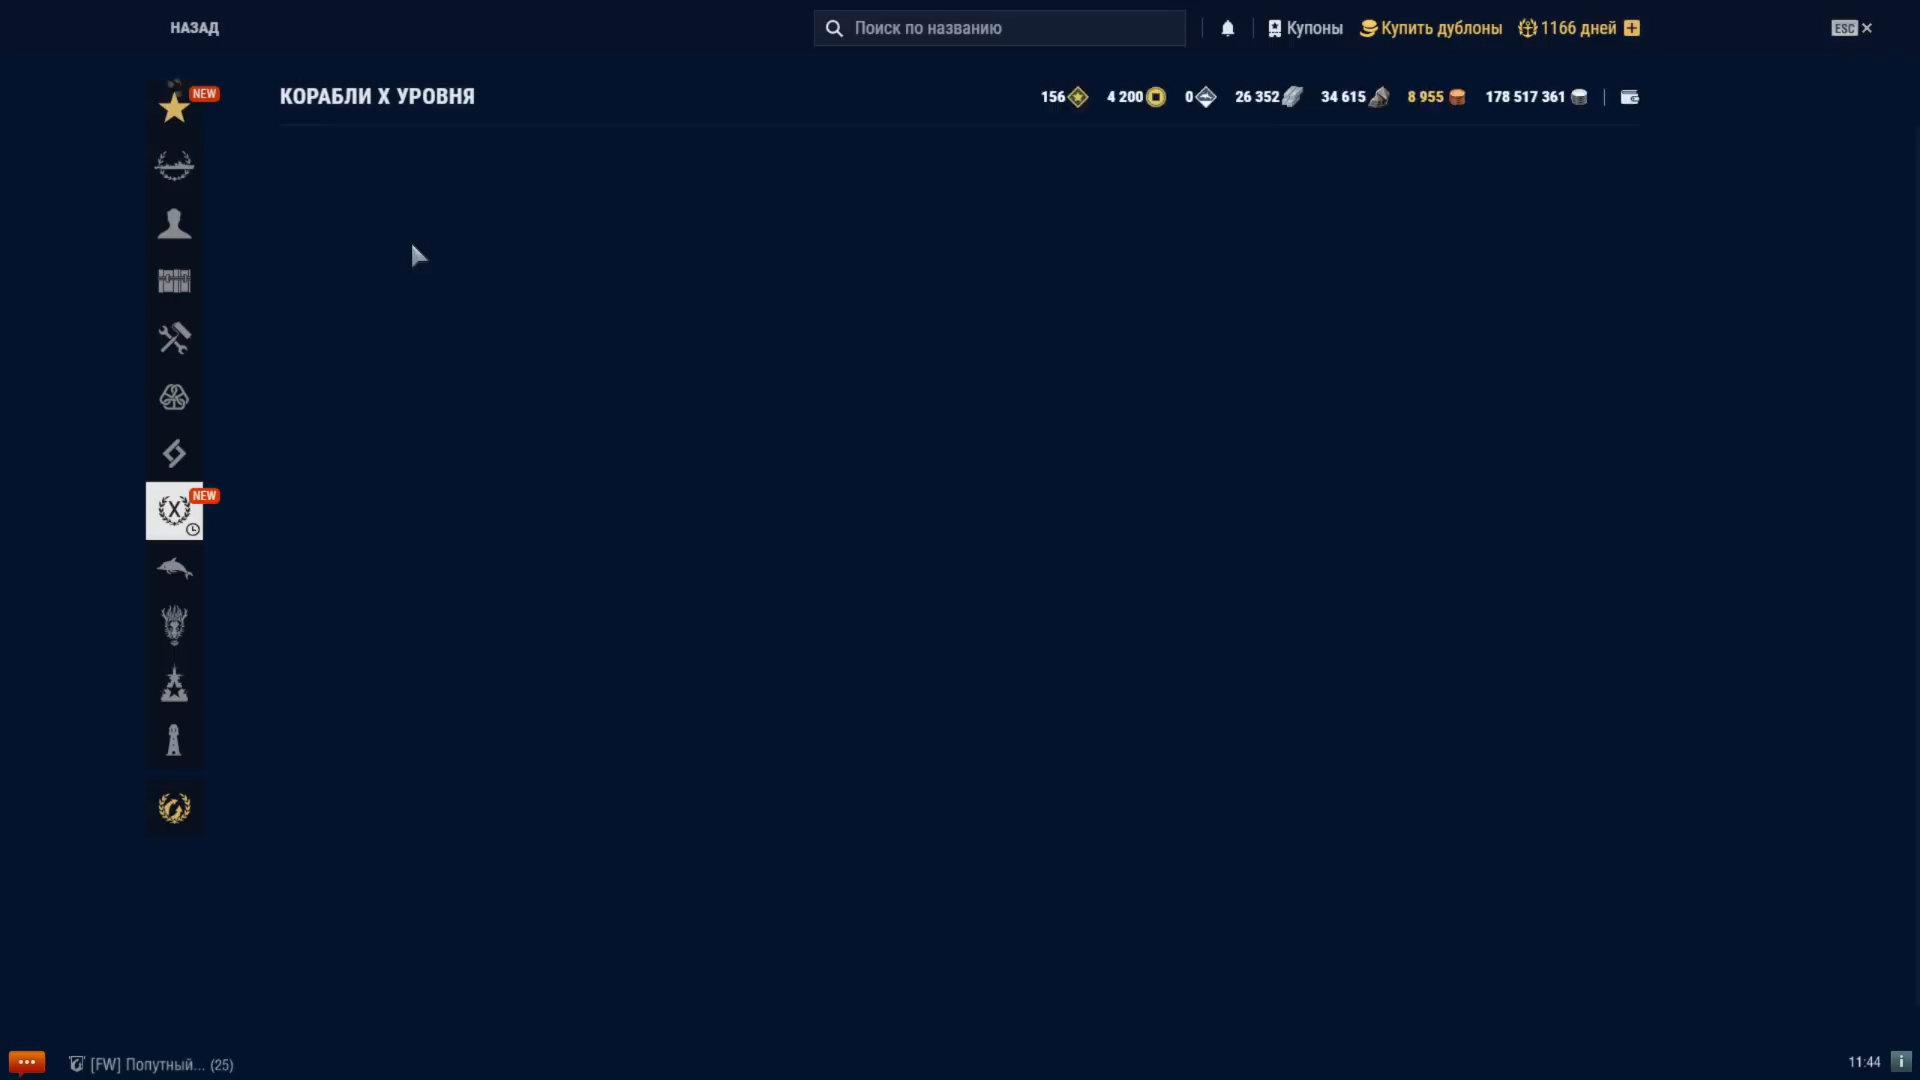 НАЗАД
Поиск по названию
Купоны
Купить дублоны
1166 дней
ESC
NEW
КОРАБЛИ X УРОВНЯ
156
4 200
0
26 352
34 615
8 955
178 517 361
X
NEW
[FW] Попутный... (25)
11:44